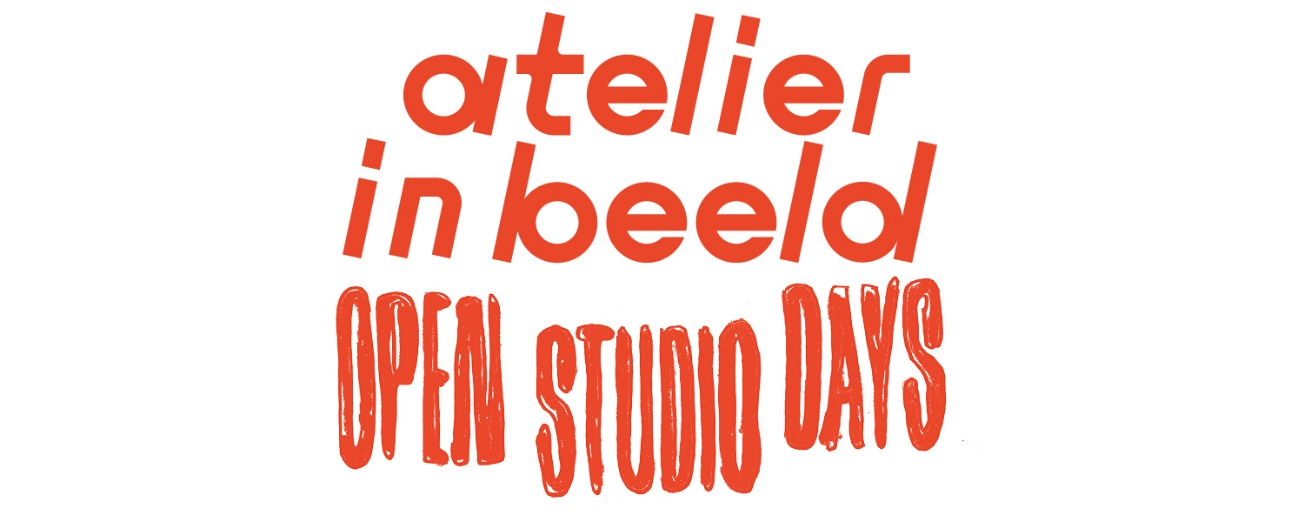 atelier
in beeld
OPEN STUDIO DAYS